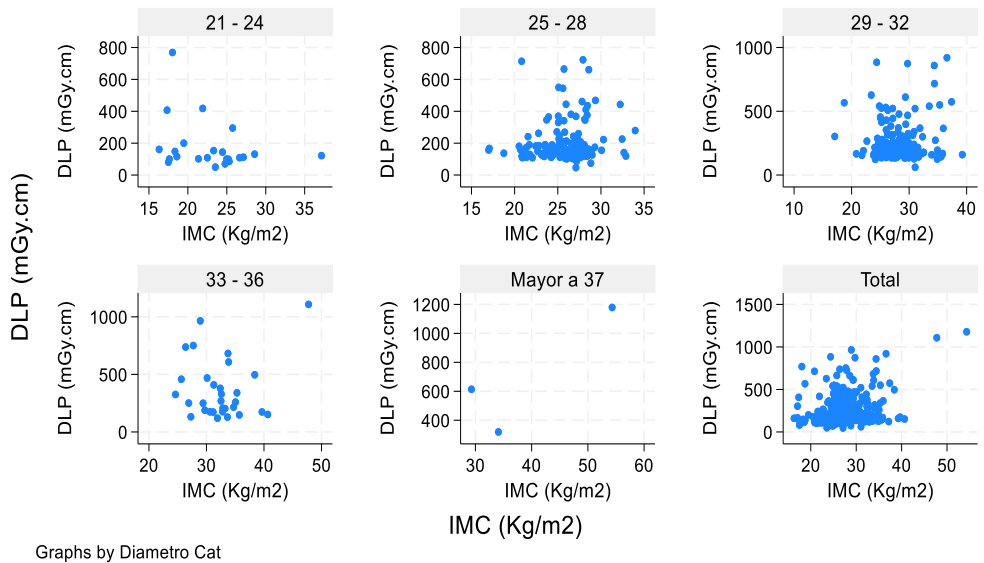 21 - 24
25 - 28
29 - 32
800
600
400
200
0
DLP (mGy.cm)
15 20 25 30 35
IMC (Kg/m2)
800
600
400
200
0
DLP (mGy.cm)
15 20 25 30 35
IMC (Kg/m2)
1000
500
0
DLP (mGy.cm)
10 20 30 40
IMC (Kg/m2)
DLP (mGy.cm)
33 - 36
Mayor a 37
Total
1000
500
0
DLP (mGy.cm)
20 30 40 50
IMC (Kg/m2)
1200
1000
800
600
400
DLP (mGy.cm)
30 40 50 60
IMC (Kg/m2)
1500
1000
500
0
DLP (mGy.cm)
20 30 40 50
IMC (Kg/m2)
IMC (Kg/m2)
Graphs by Diametro Cat